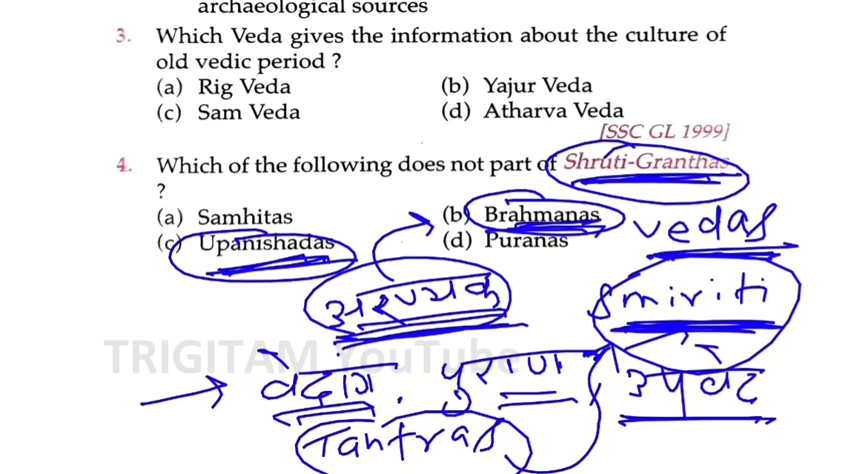 archaeological sources
3. Which Veda gives the information about the culture of
old vedic period ?
(a) Rig Veda (b) Yajur Veda
(c) Sam Veda (d) Atharva Veda
[SSC GL 1999]
4. Which of the following does not part of Shruti-Granthas
?
(a) Samhitas (b) Brahmanas
(c) Upanishadas (d) Puranas
vedas
आरण्यक smiriti
TRIGITAM YouTube
वेदांग, पुराण उपवेद
Tantras